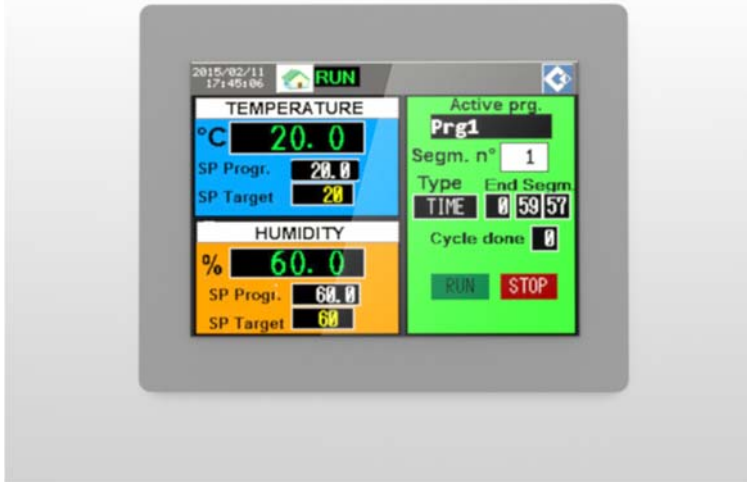 2015/02/11
17:45:06
RUN
TEMPERATURE
°C 20.0
SP Progr. 20.0
SP Target 20
HUMIDITY
% 60.0
SP Progr. 60.0
SP Target 60
Active prg.
Prg1
Segm. n° 1
Type End Segm.
TIME 0 59 57
Cycle done 0
RUN STOP